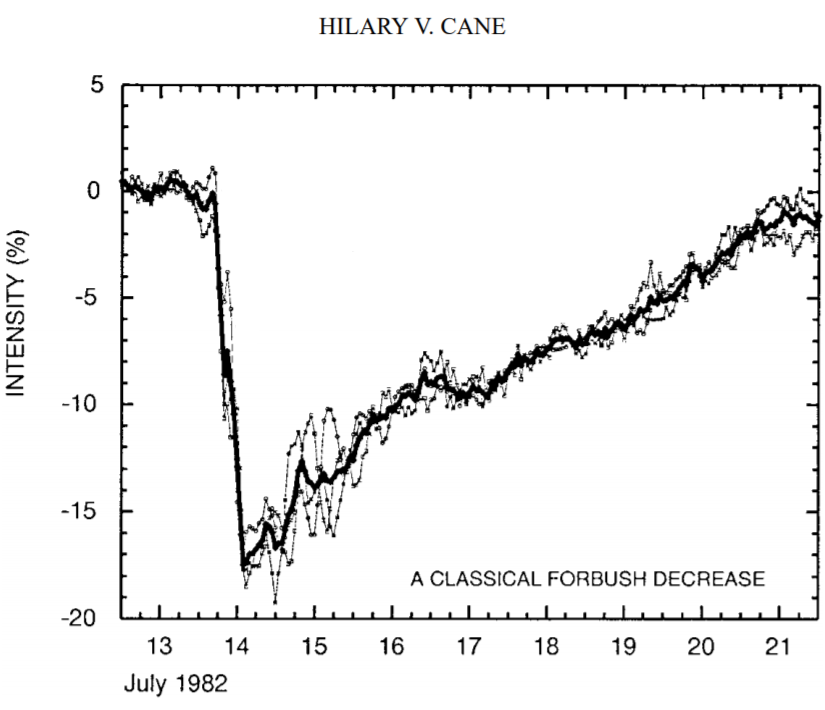 HILARY V. CANE
5
0
-5
-10
-15
-20
INTENSITY (%)
A CLASSICAL FORBUSH DECREASE
13 14 15 16 17 18 19 20 21
July 1982